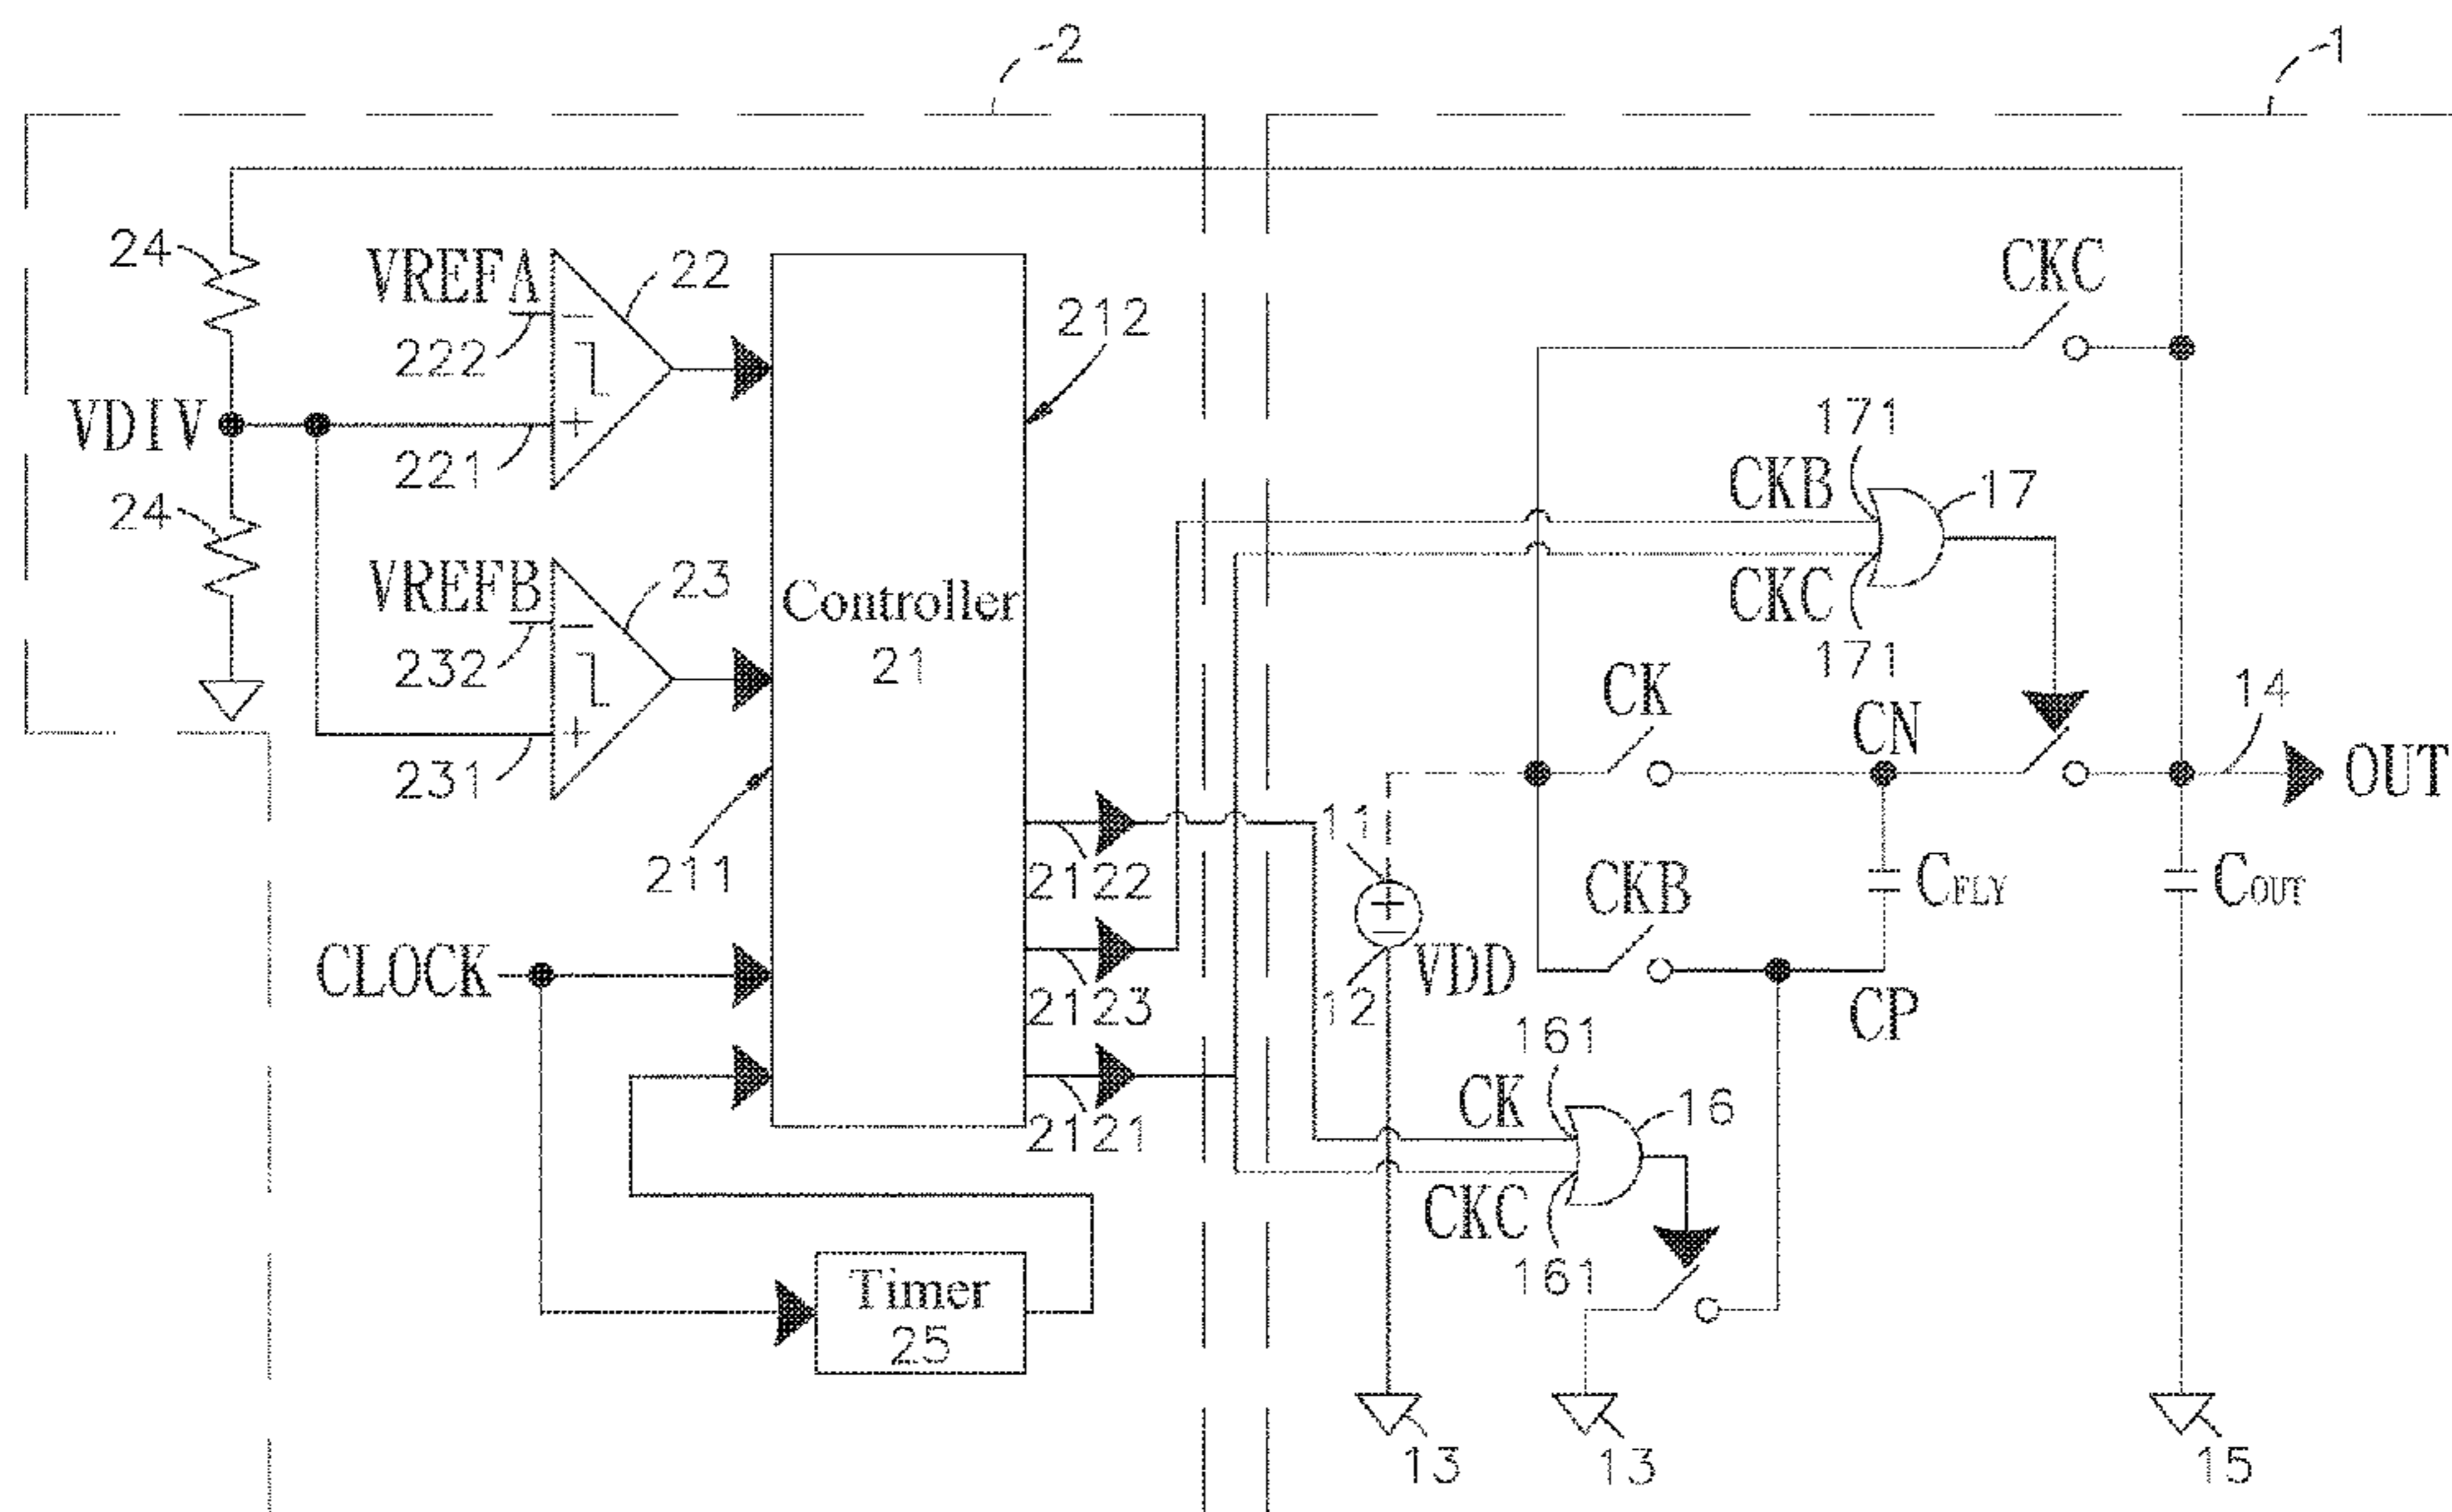 2
1
24
VREFA
22
222
VDIV
221
24
VREFB
23
232
231
Controller
21
212
211
2122
2123
2121
CLOCK
Timer
25
CKC
171
CKB
17
CKC
171
CK
CN
14
OUT
11
CKB
CFLY
COUT
VDD
12
CP
161
CK
16
CKC
161
13
13
15